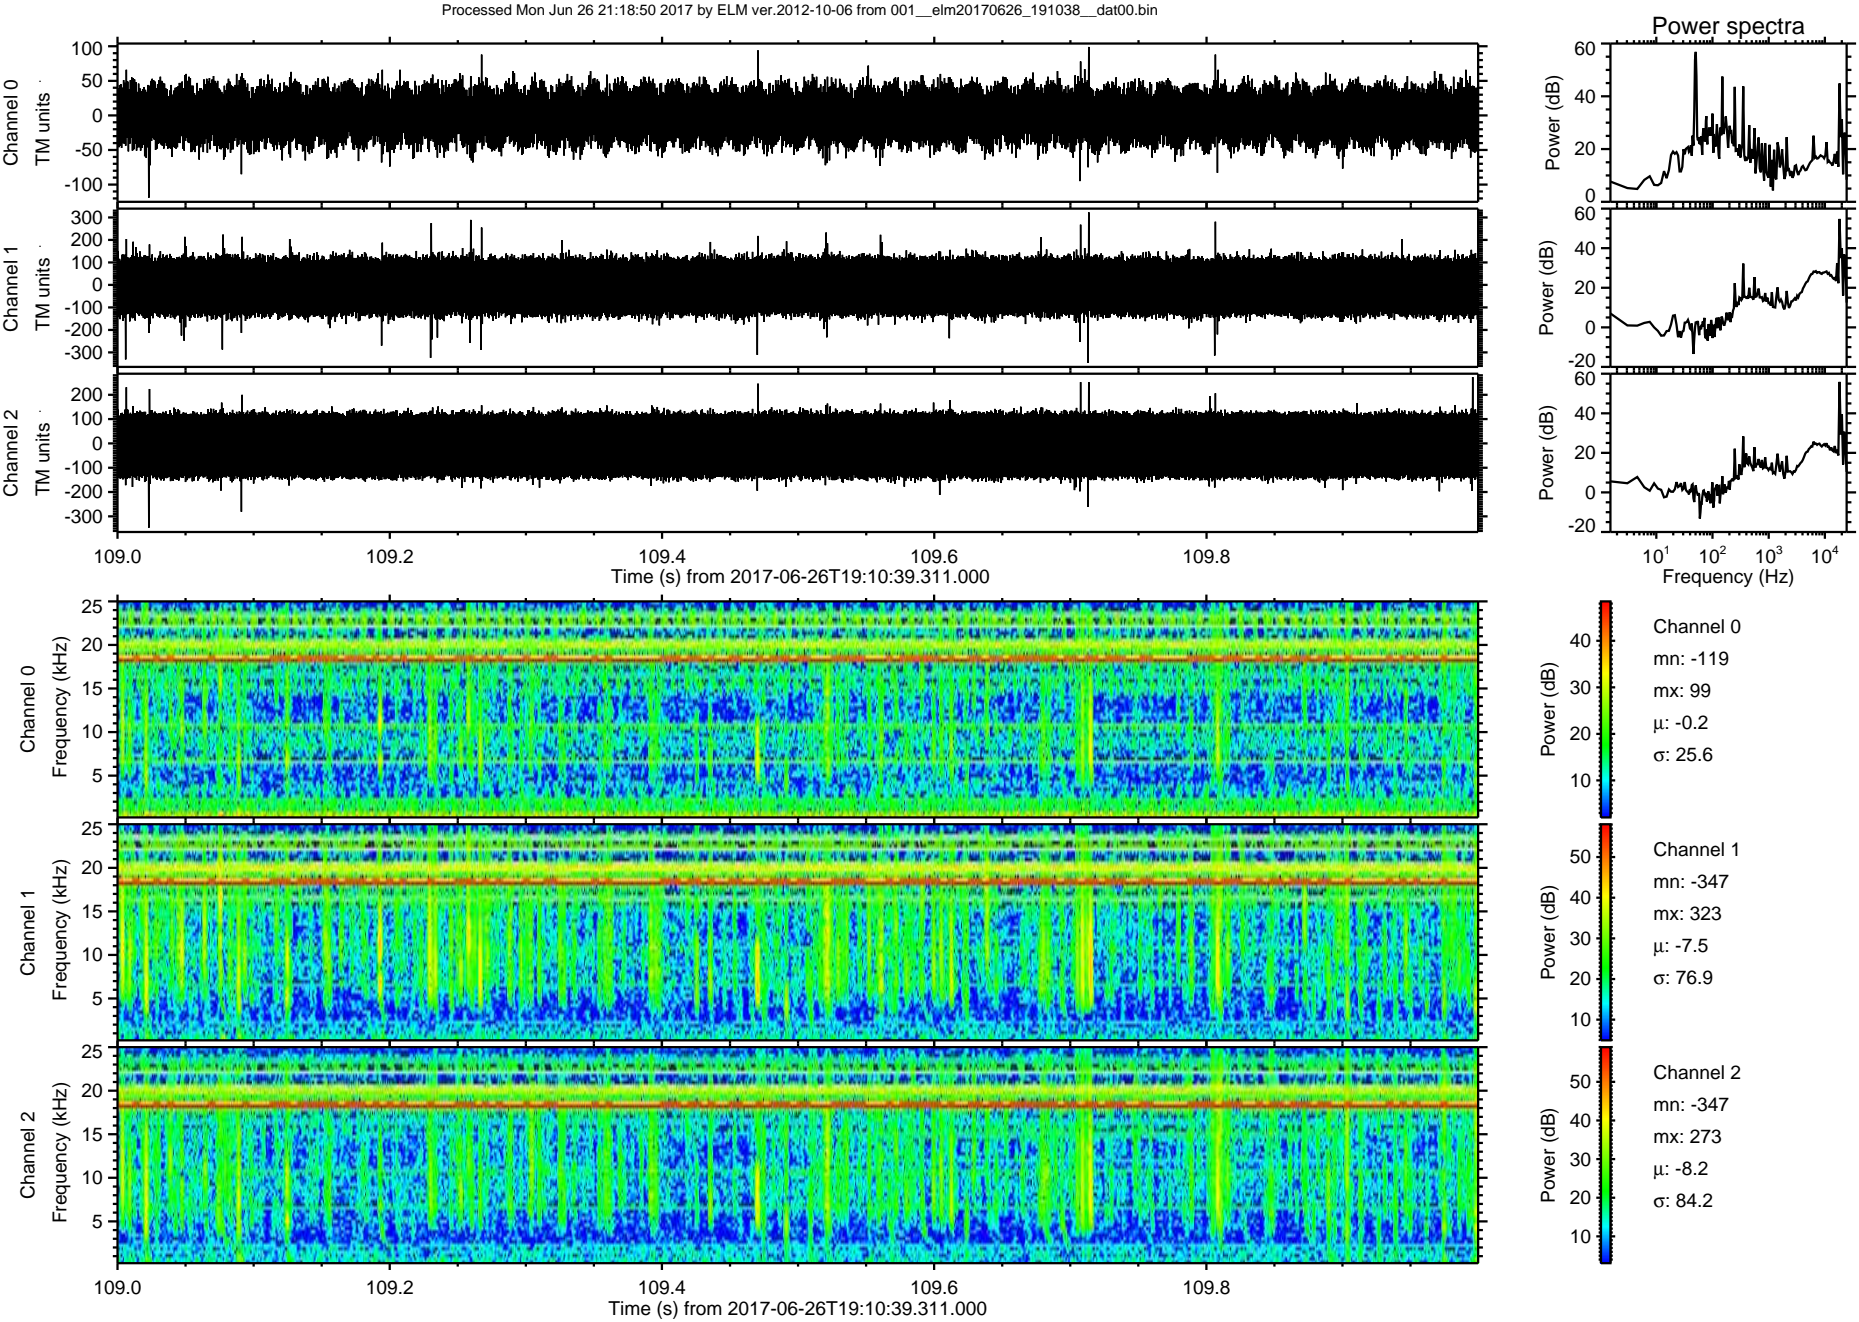 Processed Mon Jun 26 21:18:50 2017 by ELM ver.2012-10-06 from 001__elm20170626_191038__dat00.bin
Power spectra
Channel 0
TM units
100
50
0
-50
-100
Power (dB)
60
40
20
0
Channel 1
TM units
300
200
100
0
-100
-200
-300
Power (dB)
60
40
20
0
-20
Channel 2
TM units
200
100
0
-100
-200
-300
Power (dB)
60
40
20
0
-20
109.0 109.2 109.4 109.6 109.8
Time (s) from 2017-06-26T19:10:39.311.000
10¹ 10² 10³ 10⁴
Frequency (Hz)
Channel 0
Frequency (kHz)
25
20
15
10
5
Power (dB)
40
30
20
10
Channel 0
mn: -119
mx: 99
μ: -0.2
σ: 25.6
Channel 1
Frequency (kHz)
25
20
15
10
5
Power (dB)
50
40
30
20
10
Channel 1
mn: -347
mx: 323
μ: -7.5
σ: 76.9
Channel 2
Frequency (kHz)
25
20
15
10
5
Power (dB)
50
40
30
20
10
Channel 2
mn: -347
mx: 273
μ: -8.2
σ: 84.2
109.0 109.2 109.4 109.6 109.8
Time (s) from 2017-06-26T19:10:39.311.000